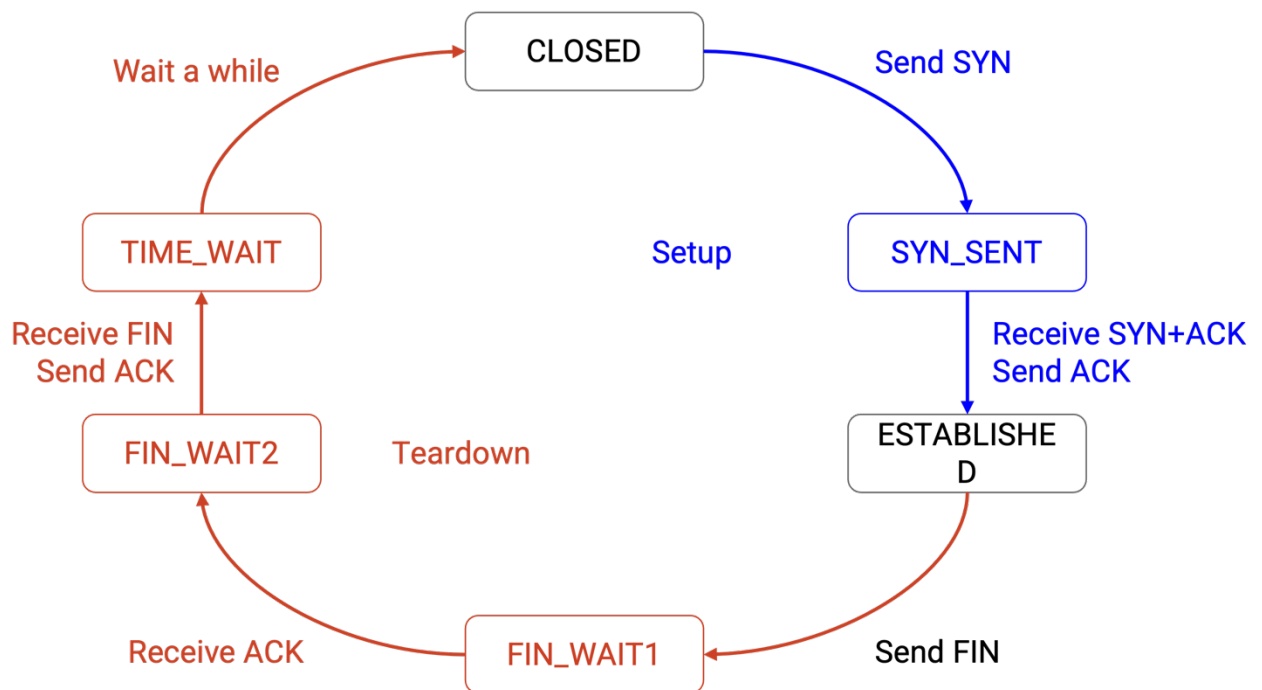 CLOSED
Wait a while
Send SYN
TIME_WAIT
Setup
SYN_SENT
Receive FIN
Send ACK
Receive SYN+ACK
Send ACK
FIN_WAIT2
Teardown
ESTABLISHE
D
Receive ACK
FIN_WAIT1
Send FIN